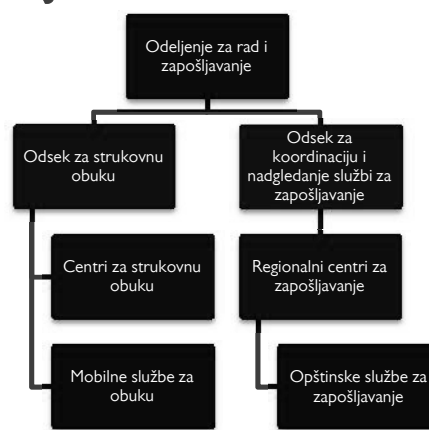 Odeljenje za rad i
zapošljavanje
Odsek za strukovnu
obuku
Odsek za
koordinaciju i
nadgledanje službi za
zapošljavanje
Centri za strukovnu
obuku
Regionalni centri za
zapošljavanje
Mobilne službe za
obuku
Opštinske službe za
zapošljavanje